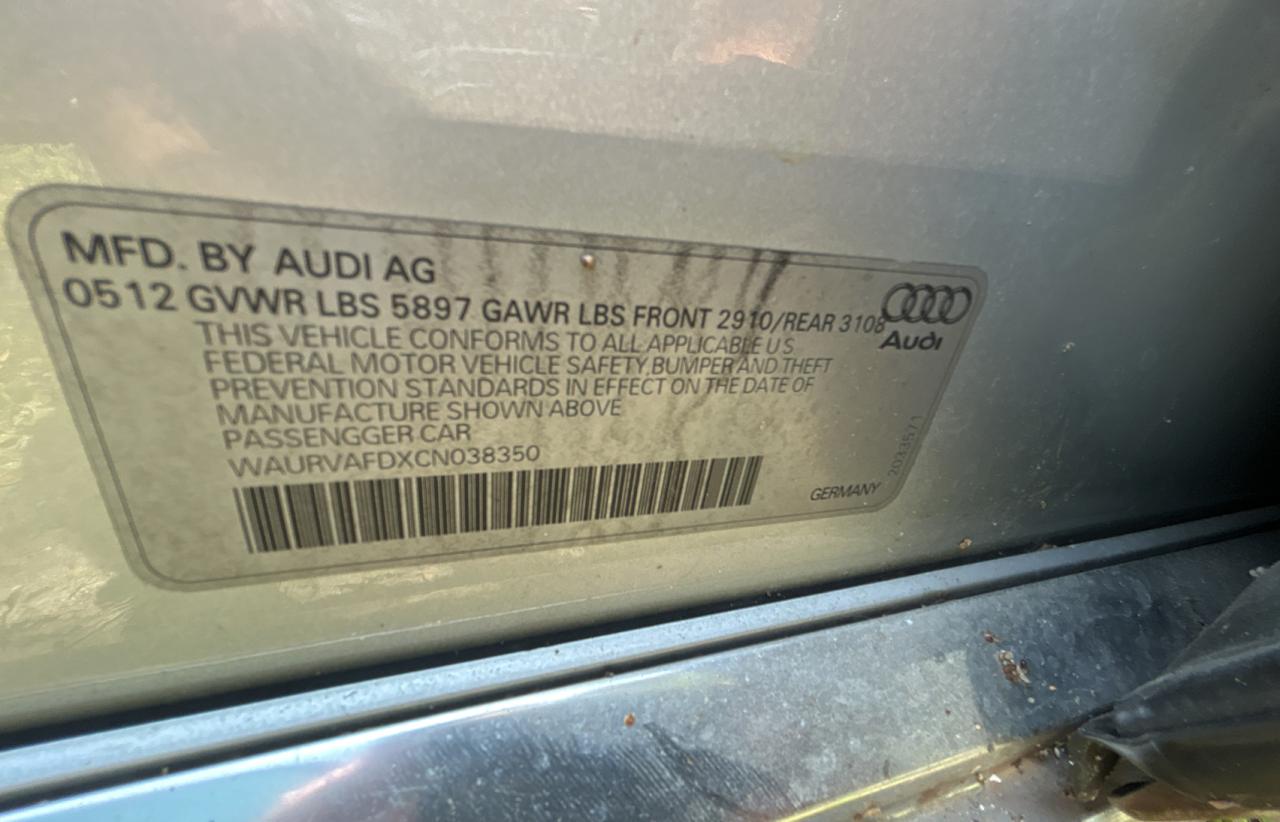 MFD. BY AUDI AG
0512 GVWR LBS 5897 GAWR LBS FRONT 2910/REAR 3108
Audi
THIS VEHICLE CONFORMS TO ALL APPLICABLE U S
FEDERAL MOTOR VEHICLE SAFETY,BUMPER AND THEFT
PREVENTION STANDARDS IN EFFECT ON THE DATE OF
MANUFACTURE SHOWN ABOVE
PASSENGGER CAR
WAURVAFDXCN038350
GERMANY
2033571